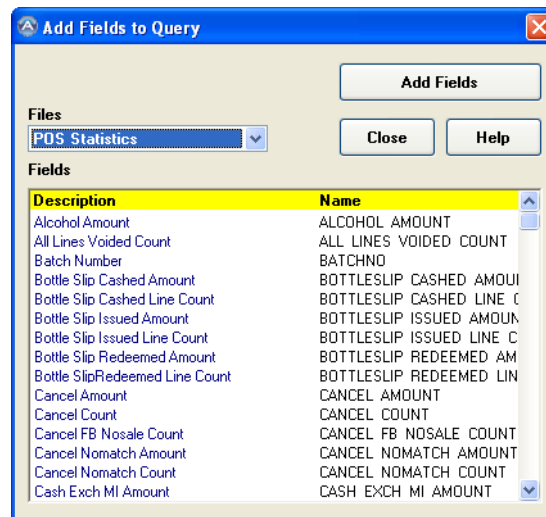 Add Fields to Query
Add Fields
Files
POS Statistics
Close Help
Fields
Description Name
Alcohol Amount ALCOHOL AMOUNT
All Lines Voided Count ALL LINES VOIDED COUNT
Batch Number BATCHNO
Bottle Slip Cashed Amount BOTTLESLIP CASHED AMOUN
Bottle Slip Cashed Line Count BOTTLESLIP CASHED LINE C
Bottle Slip Issued Amount BOTTLESLIP ISSUED AMOUN
Bottle Slip Issued Line Count BOTTLESLIP ISSUED LINE C
Bottle Slip Redeemed Amount BOTTLESLIP REDEEMED AM
Bottle SlipRedeemed Line Count BOTTLESLIP REDEEMED LIN
Cancel Amount CANCEL AMOUNT
Cancel Count CANCEL COUNT
Cancel FB Nosale Count CANCEL FB NOSALE COUNT
Cancel Nomatch Amount CANCEL NOMATCH AMOUNT
Cancel Nomatch Count CANCEL NOMATCH COUNT
Cash Exch MI Amount CASH EXCH MI AMOUNT